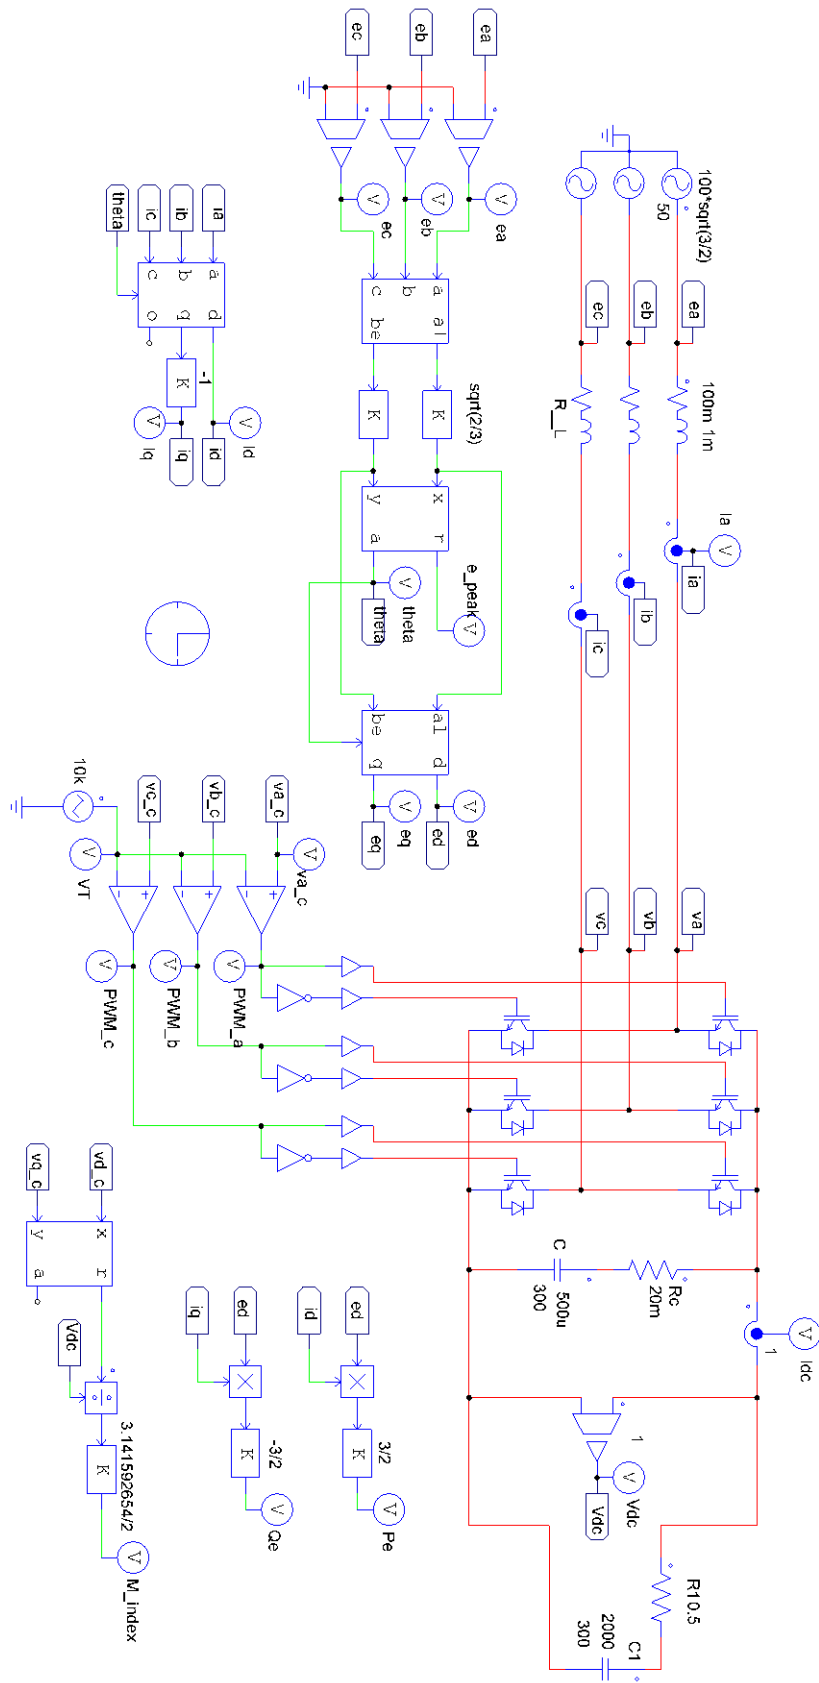 Idc
1
Ia
100*sqrt(3/2)
50
100m 1m
ea
ia
va
Rc
20m
R1 0.5
eb
ib
vb
1
Vdc
Vdc
C1
2000
300
ec
R__L
ic
vc
C
500u
300
ea
eb
ec
ea
eb
ec
a
b
c
al
be
sqrt(2/3)
K
K
x
y
r
a
e_peak
theta
theta
al
be
d
q
ed
eq
ed
eq
va_c
vb_c
vc_c
va_c
10k
VT
PWM_a
PWM_b
PWM_c
ed
id
3/2
K
Pe
ed
iq
-3/2
K
Qe
ia
ib
ic
theta
a
b
c
d
q
o
-1
K
id
iq
Id
Iq
vd_c
vq_c
x
y
r
a
Vdc
3.141592654/2
K
M_index